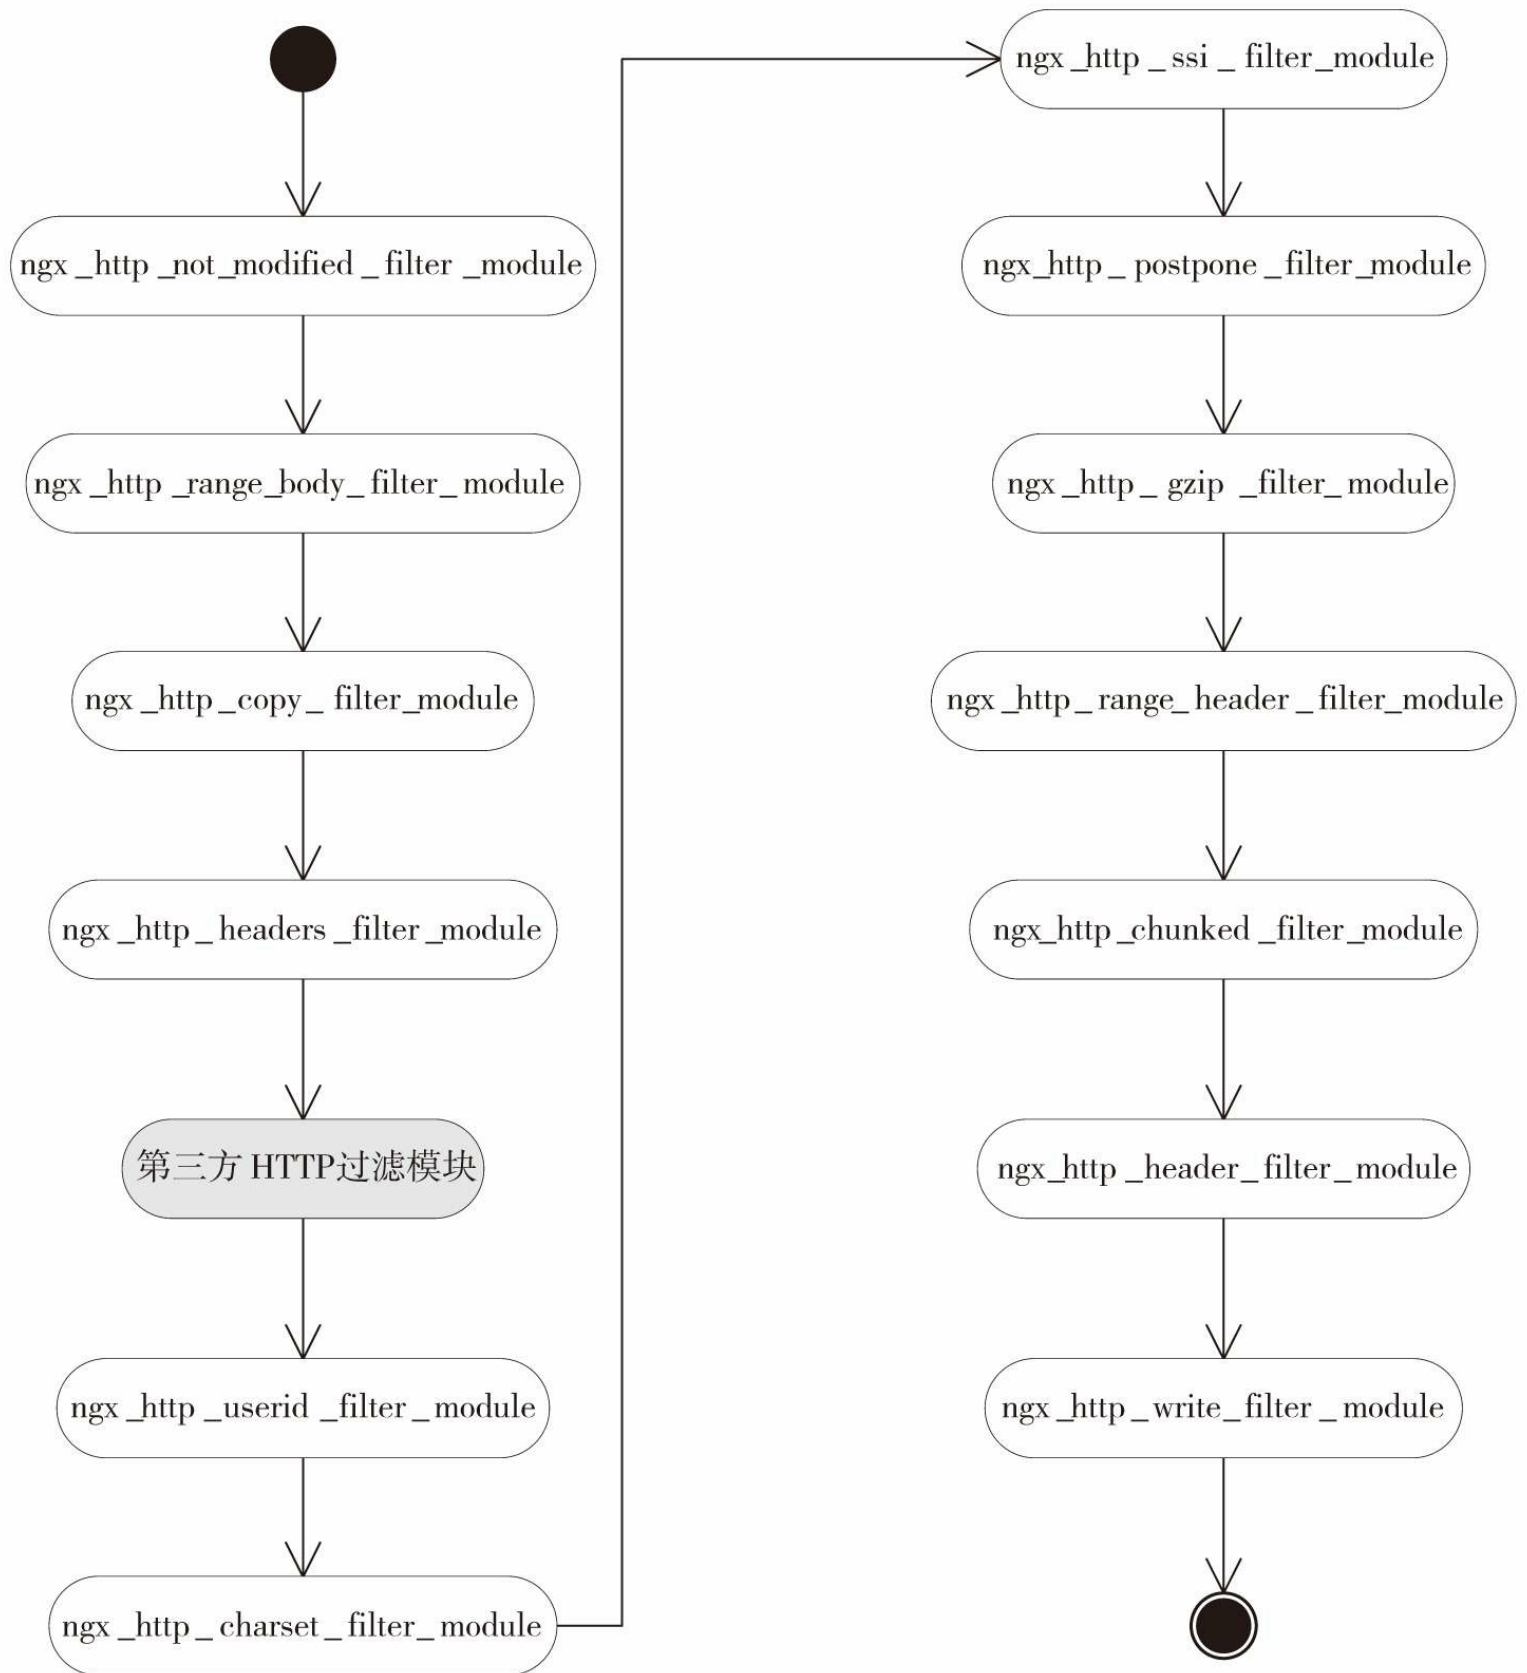 ngx_http_not_modified_filter_module
ngx_http_range_body_filter_module
ngx_http_copy_filter_module
ngx_http_headers_filter_module
第三方HTTP过滤模块
ngx_http_userid_filter_module
ngx_http_charset_filter_module
ngx_http_ssi_filter_module
ngx_http_postpone_filter_module
ngx_http_gzip_filter_module
ngx_http_range_header_filter_module
ngx_http_chunked_filter_module
ngx_http_header_filter_module
ngx_http_write_filter_module